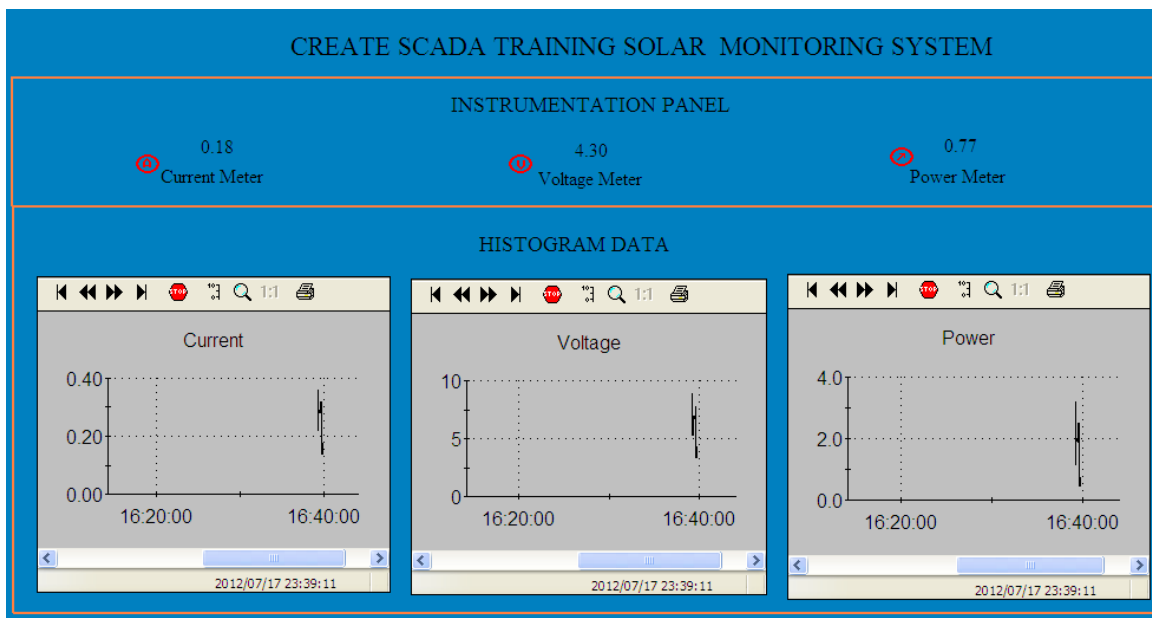 CREATE SCADA TRAINING SOLAR MONITORING SYSTEM
INSTRUMENTATION PANEL
0.18
Current Meter
4.30
Voltage Meter
0.77
Power Meter
HISTOGRAM DATA
STOP
1:1
Current
0.40
0.20
0.00
16:20:00
16:40:00
2012/07/17 23:39:11
STOP
1:1
Voltage
10
5
0
16:20:00
16:40:00
2012/07/17 23:39:11
STOP
1:1
Power
4.0
2.0
0.0
16:20:00
16:40:00
2012/07/17 23:39:11